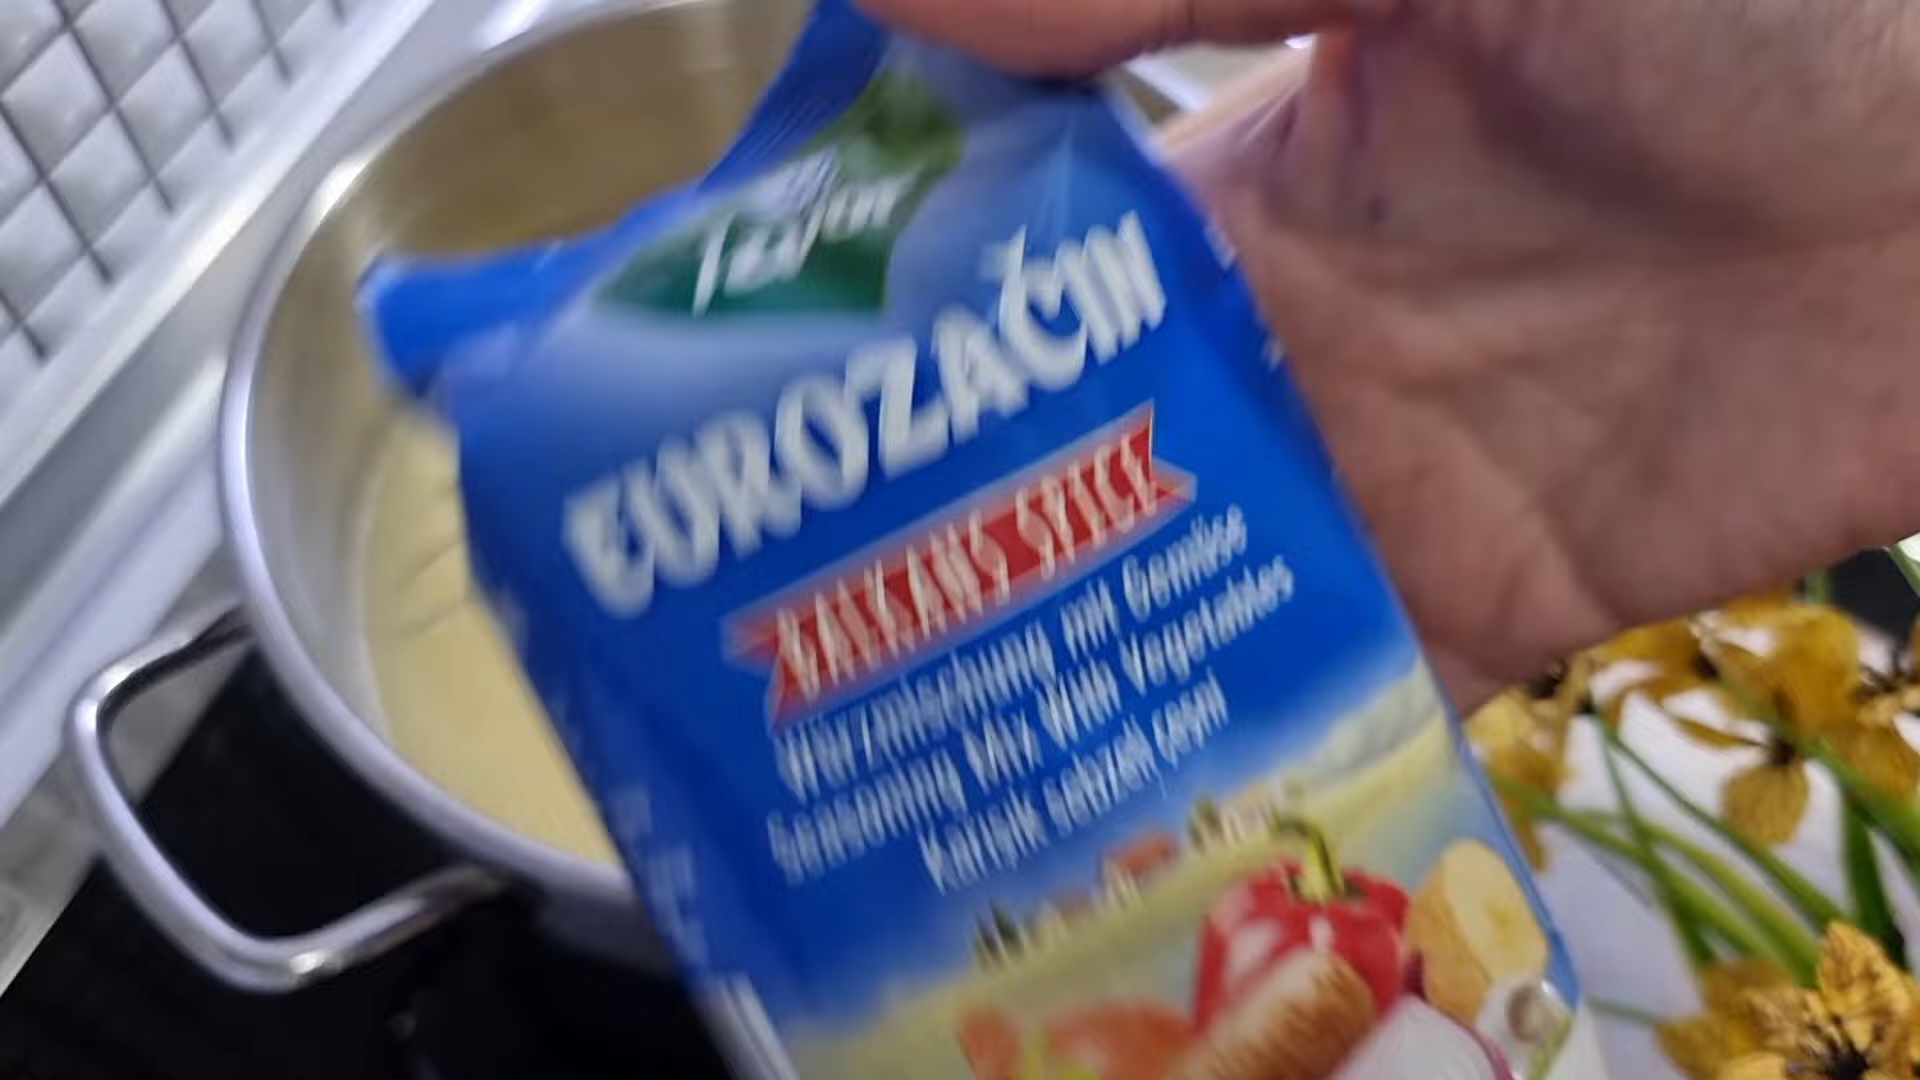 EUROZAČIN
BALKANS SPICE
Würzmischung mit Gemüse
Seasoning Mix With Vegetables
Karışık sebzeli çeşni